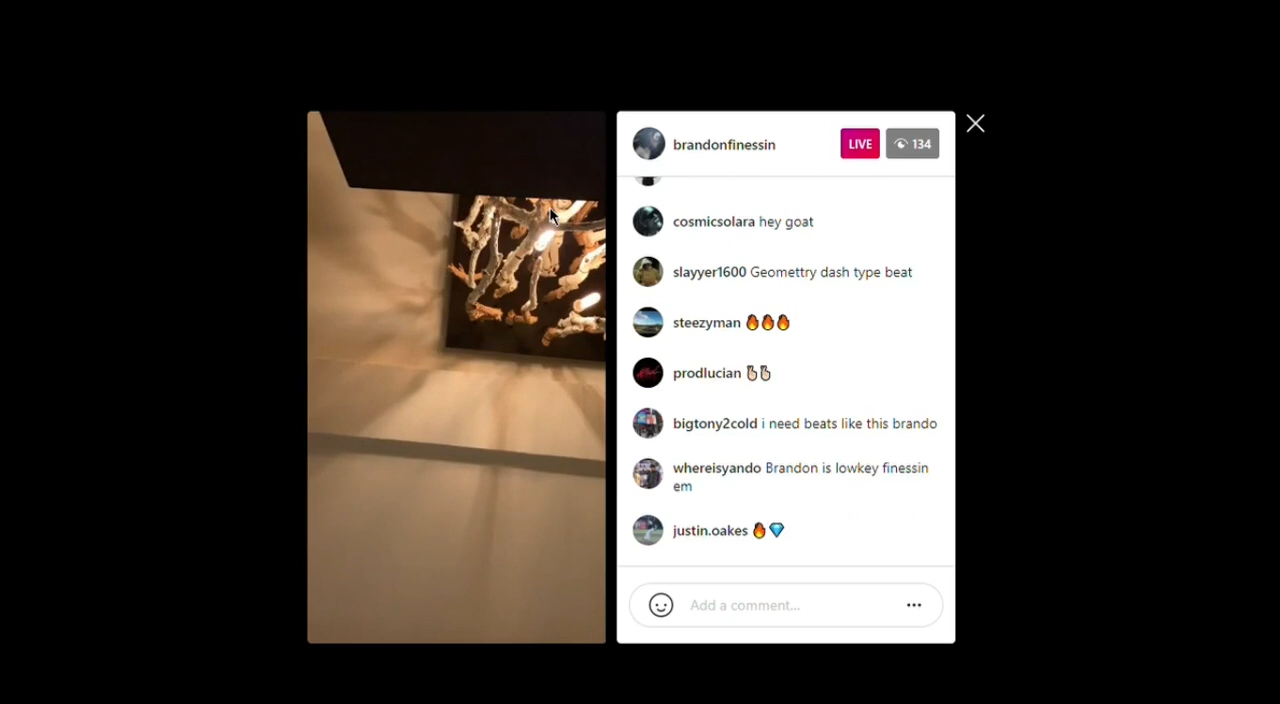 brandonfinessin LIVE 134
cosmicsolara hey goat
slayyer1600 Geomettry dash type beat
steezyman 🔥🔥🔥
prodlucian 🫰🏻🫰🏻
bigtony2cold i need beats like this brando
whereisyando Brandon is lowkey finessin
em
justin.oakes 🔥💎
Add a comment...